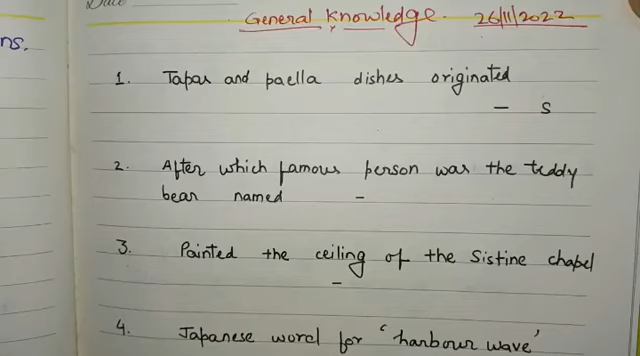 Date
General Knowledge. 26/11/2022
ns.
1. Tapas and paella dishes originated
– s
2. After which famous person was the teddy
bear named –
3. Painted the ceiling of the Sistine chapel
–
4. Japanese word for 'harbour wave'